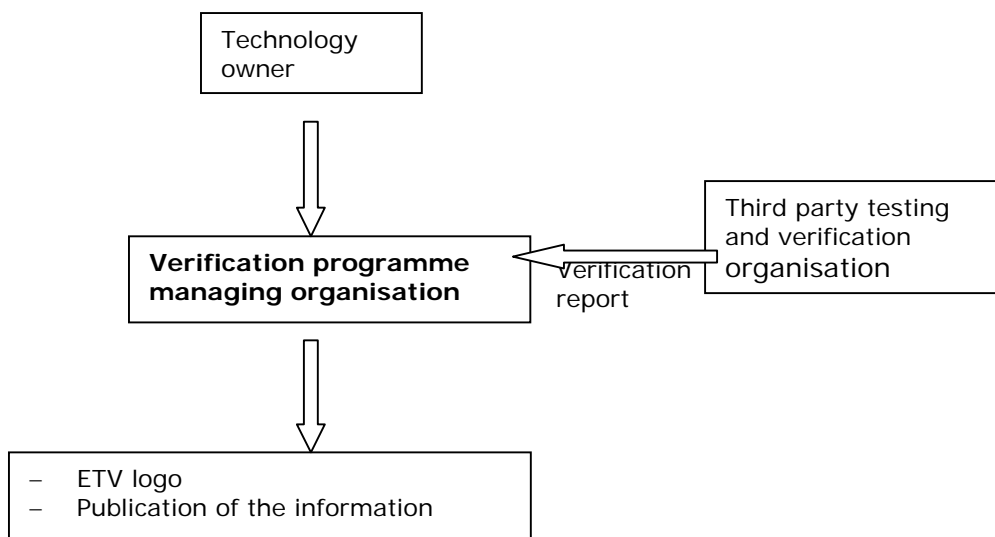 Technology
owner
Third party testing
and verification
organisation
Verification programme
managing organisation
Verification
report
– ETV logo
– Publication of the information